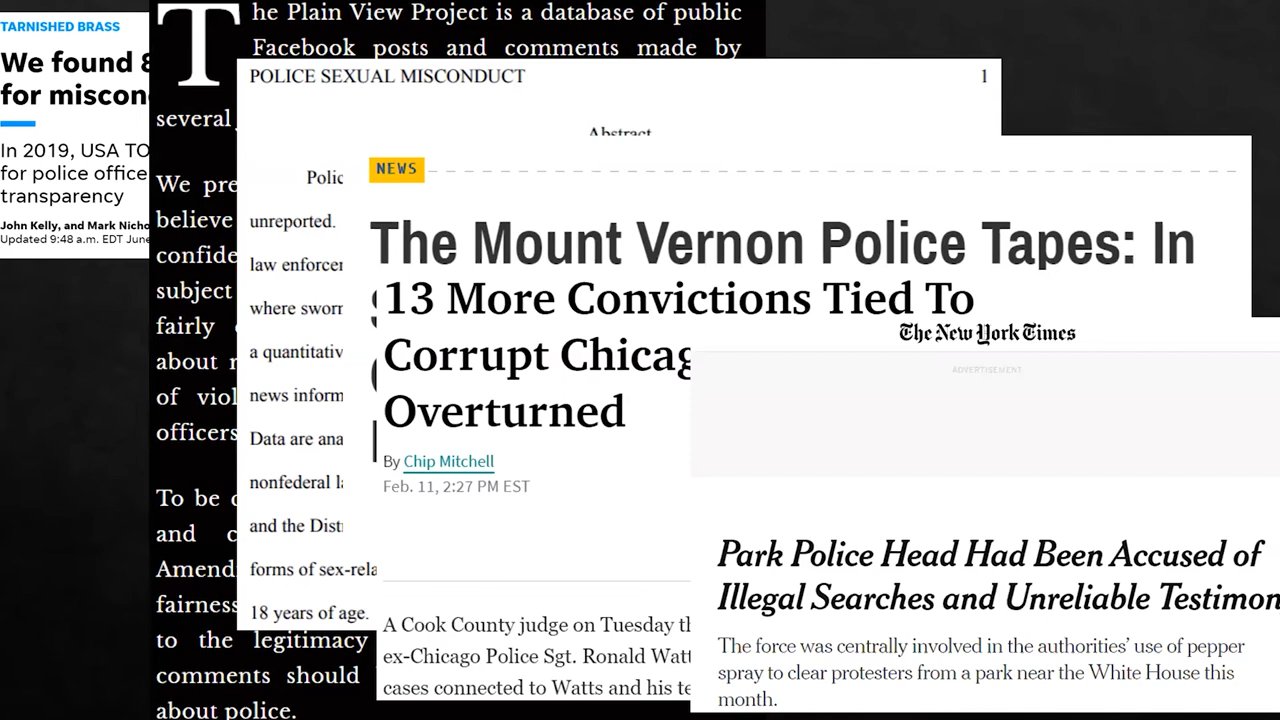 TARNISHED BRASS
We found 8
for miscon
In 2019, USA TO
for police office
transparency
John Kelly, and Mark Nicho
Updated 9:48 a.m. EDT June
The Plain View Project is a database of public
Facebook posts and comments made by
several
We pre
believe
confide
subject
fairly
about
of viol
officers
To be
and c
Amend
fairness
to the legitimacy
comments should
about police.
POLICE SEXUAL MISCONDUCT 1
Abstract
Polic
unreported.
law enforcer
where sworn
a quantitativ
news inform
Data are ana
nonfederal la
and the Distr
forms of sex-rela
18 years of age.
NEWS
The Mount Vernon Police Tapes: In
13 More Convictions Tied To
Corrupt Chicag
Overturned
By Chip Mitchell
Feb. 11, 2:27 PM EST
A Cook County judge on Tuesday th
ex-Chicago Police Sgt. Ronald Watt
cases connected to Watts and his te
The New York Times
ADVERTISEMENT
Park Police Head Had Been Accused of
Illegal Searches and Unreliable Testimon
The force was centrally involved in the authorities' use of pepper
spray to clear protesters from a park near the White House this
month.